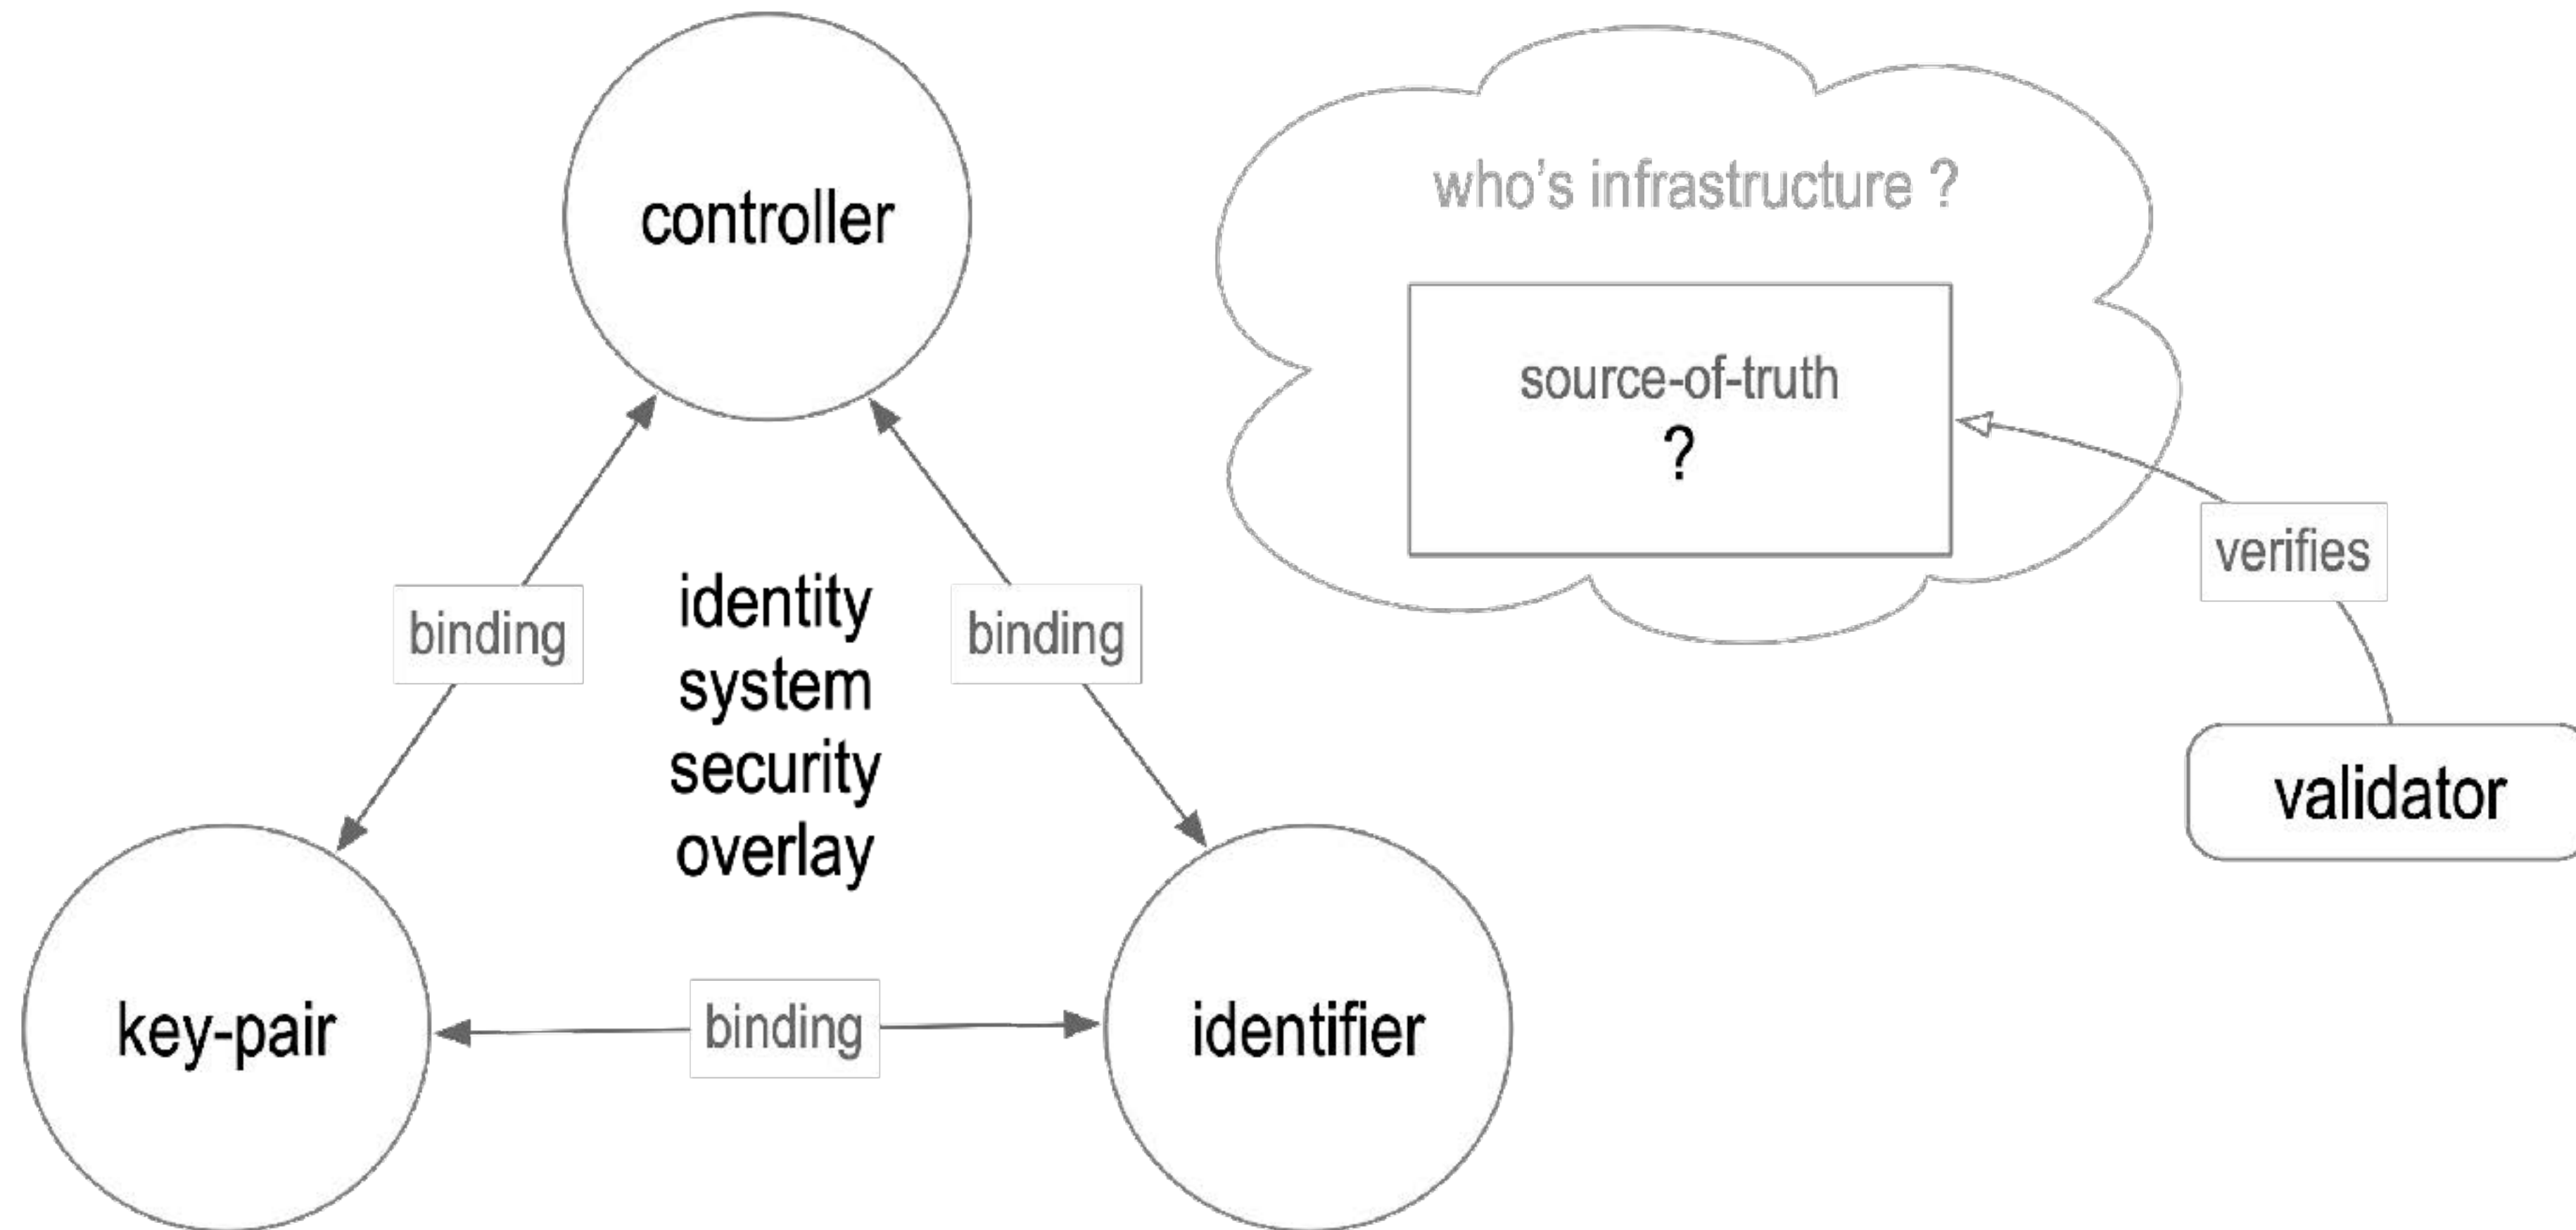 controller
who's infrastructure ?
source-of-truth
?
verifies
validator
binding
binding
identity
system
security
overlay
key-pair
binding
identifier